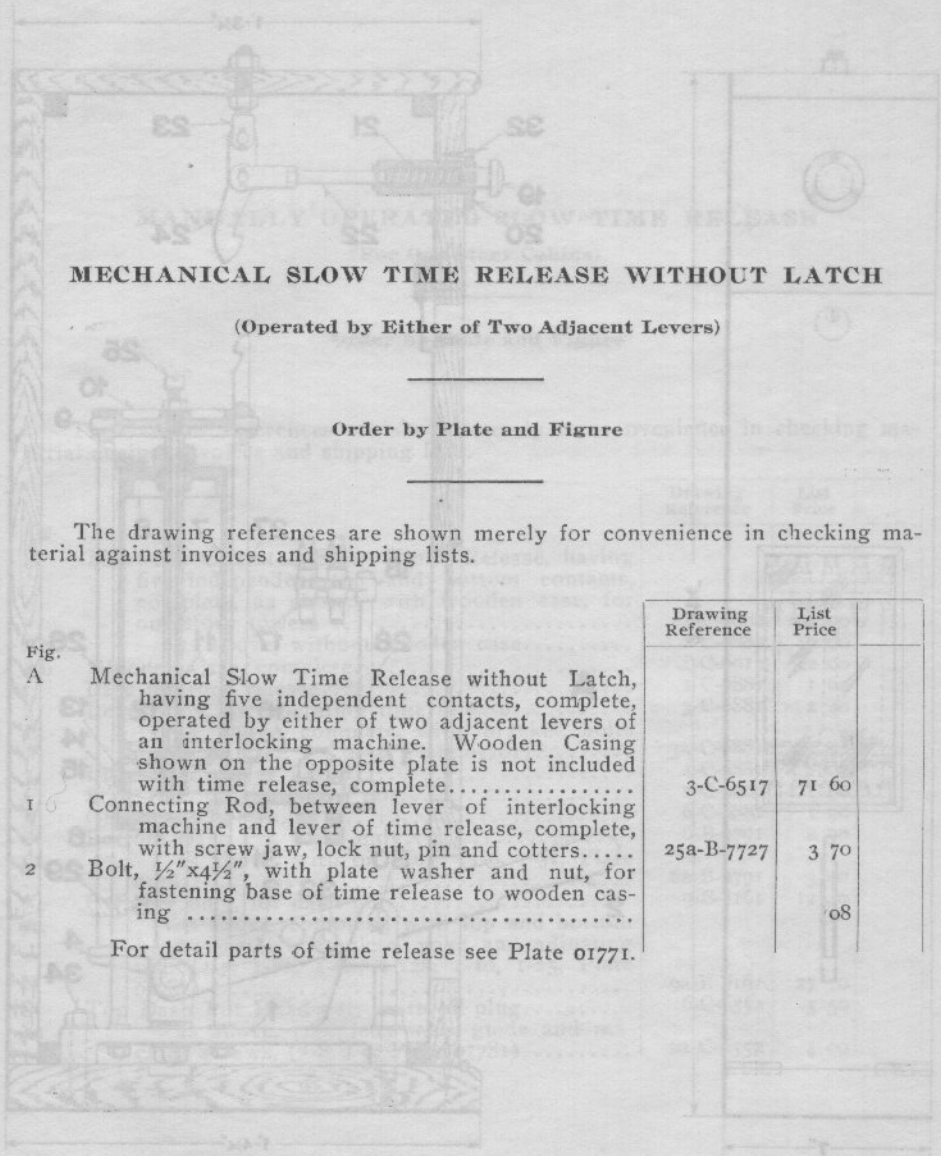 MECHANICAL SLOW TIME RELEASE WITHOUT LATCH
(Operated by Either of Two Adjacent Levers)
Order by Plate and Figure
The drawing references are shown merely for convenience in checking ma-
terial against invoices and shipping lists.
Drawing Reference List Price
Fig.
A Mechanical Slow Time Release without Latch,
having five independent contacts, complete,
operated by either of two adjacent levers of
an interlocking machine. Wooden Casing
shown on the opposite plate is not included
with time release, complete................. 3-C-6517 71 60
1 Connecting Rod, between lever of interlocking
machine and lever of time release, complete,
with screw jaw, lock nut, pin and cotters..... 25a-B-7727 3 70
2 Bolt, ½"x4½", with plate washer and nut, for
fastening base of time release to wooden cas-
ing ........................................ 08
For detail parts of time release see Plate 01771.